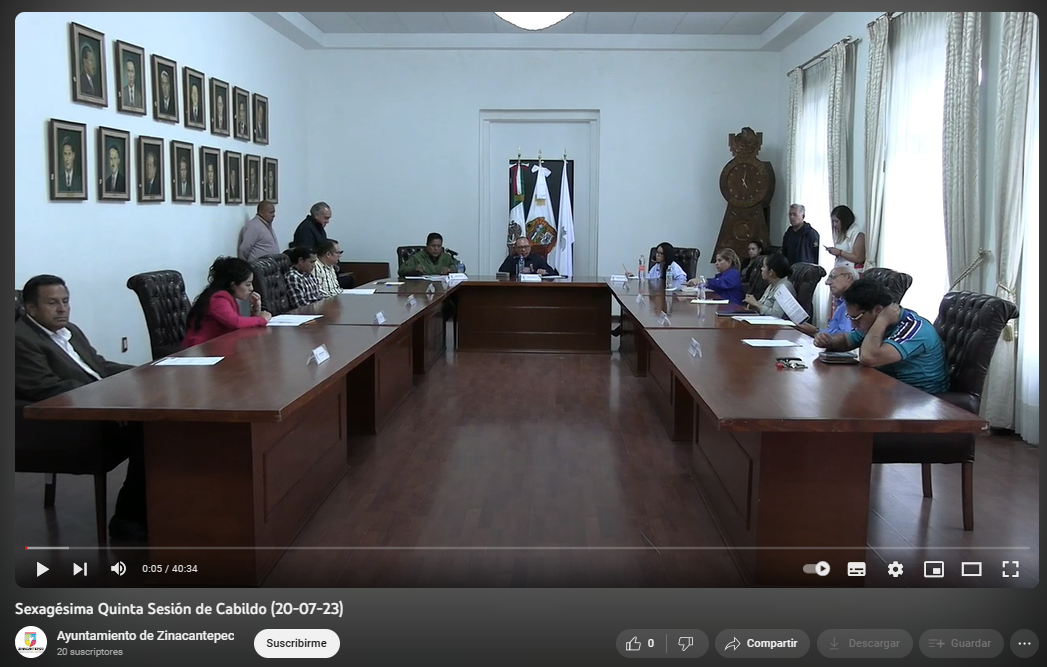 0:05 / 40:34
Sexagésima Quinta Sesión de Cabildo (20-07-23)
Ayuntamiento de Zinacantepec
20 suscriptores
Suscribirme
0
Compartir
Descargar
Guardar
ZINACANTEPEC